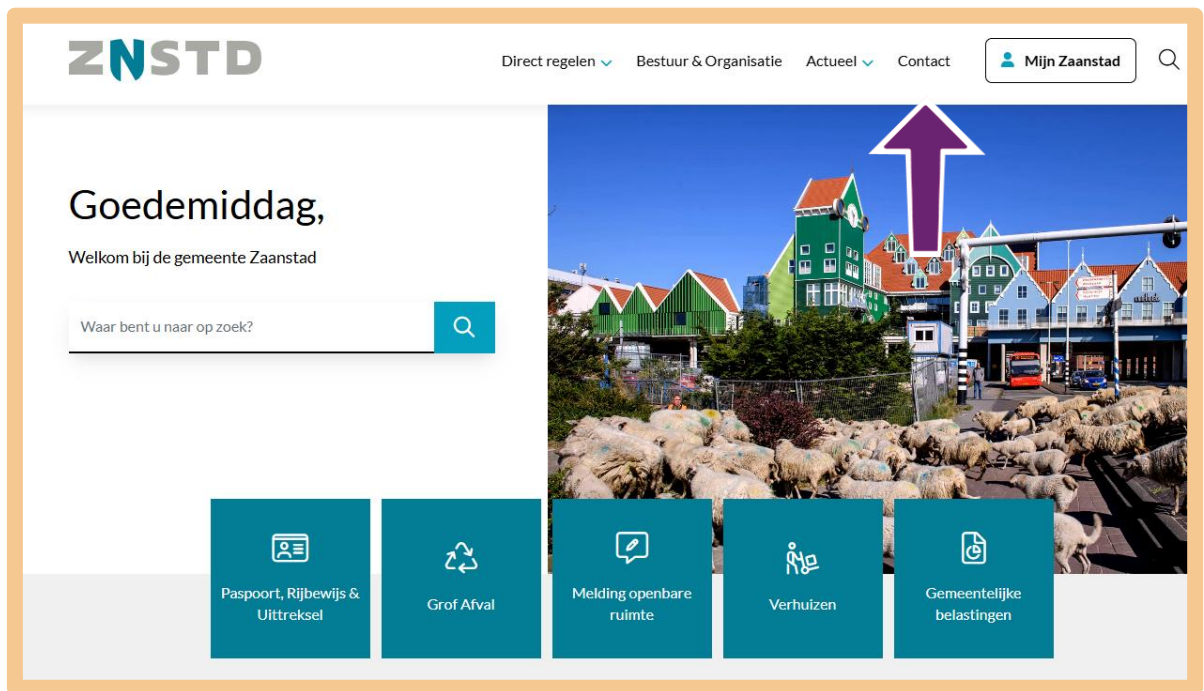 ZNSTD
Direct regelen Bestuur & Organisatie Actueel Contact Mijn Zaanstad
Goedemiddag,
Welkom bij de gemeente Zaanstad
Waar bent u naar op zoek?
Paspoort, Rijbewijs &
Uittreksel
Grof Afval
Melding openbare
ruimte
Verhuizen
Gemeentelijke
belastingen